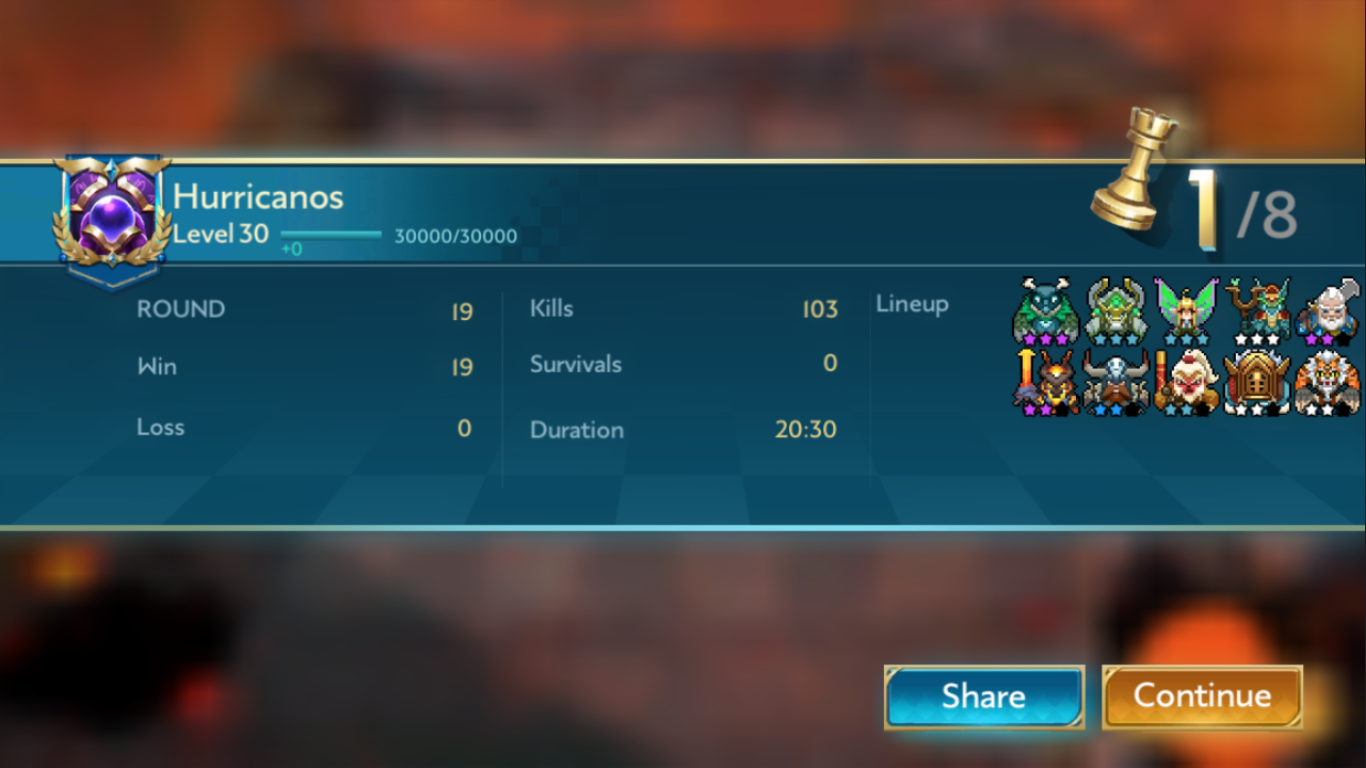 Hurricanos
Level 30
+0
30000/30000
1/8
ROUND 19
Win 19
Loss 0
Kills 103
Survivals 0
Duration 20:30
Lineup
Share
Continue